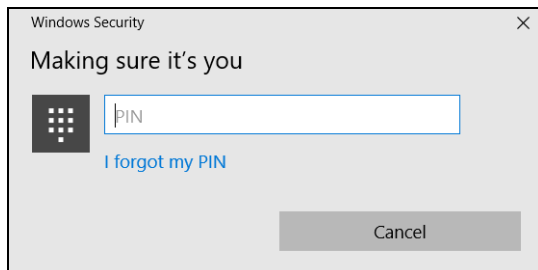 Windows Security
Making sure it’s you
PIN
I forgot my PIN
Cancel